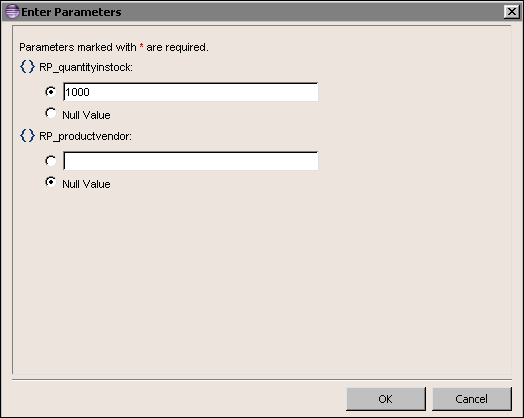 Enter Parameters
Parameters marked with * are required.
RP_quantityinstock:
1000
Null Value
RP_productvendor:
Null Value
OK
Cancel